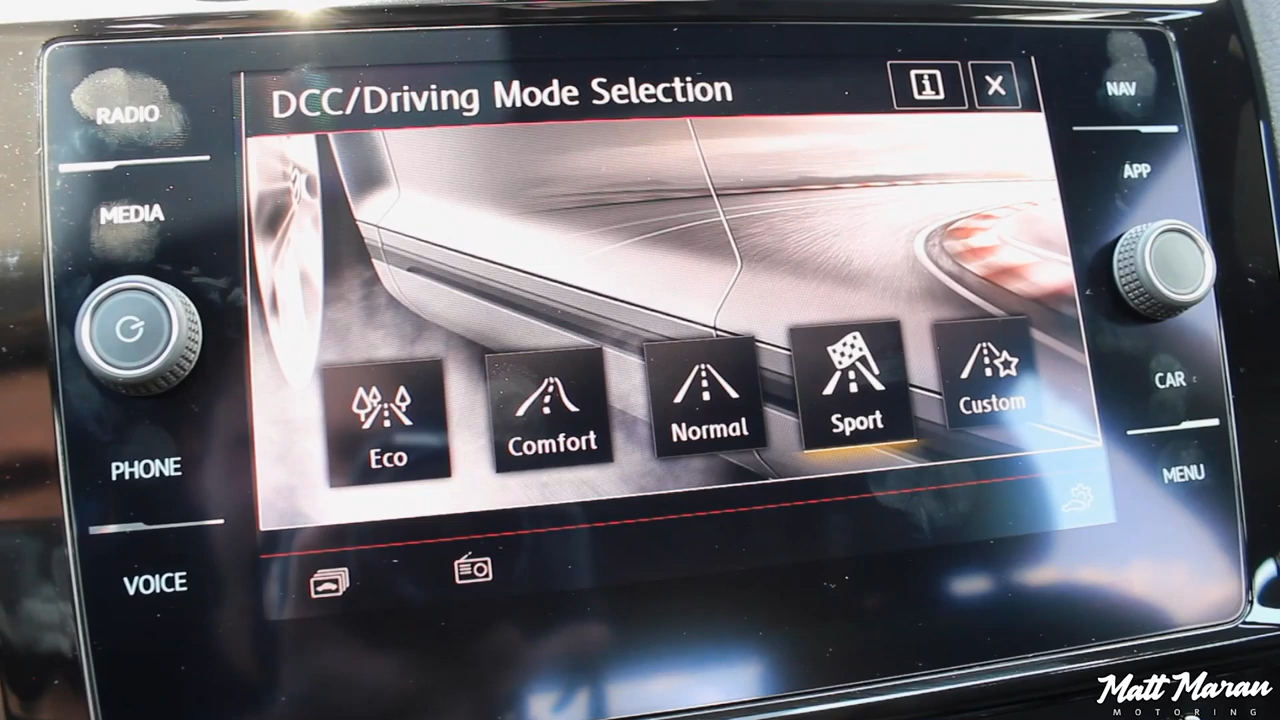 RADIO
MEDIA
PHONE
VOICE
DCC/Driving Mode Selection
i
X
Eco
Comfort
Normal
Sport
Custom
NAV
APP
CAR
MENU
Matt Maran
MOTORING